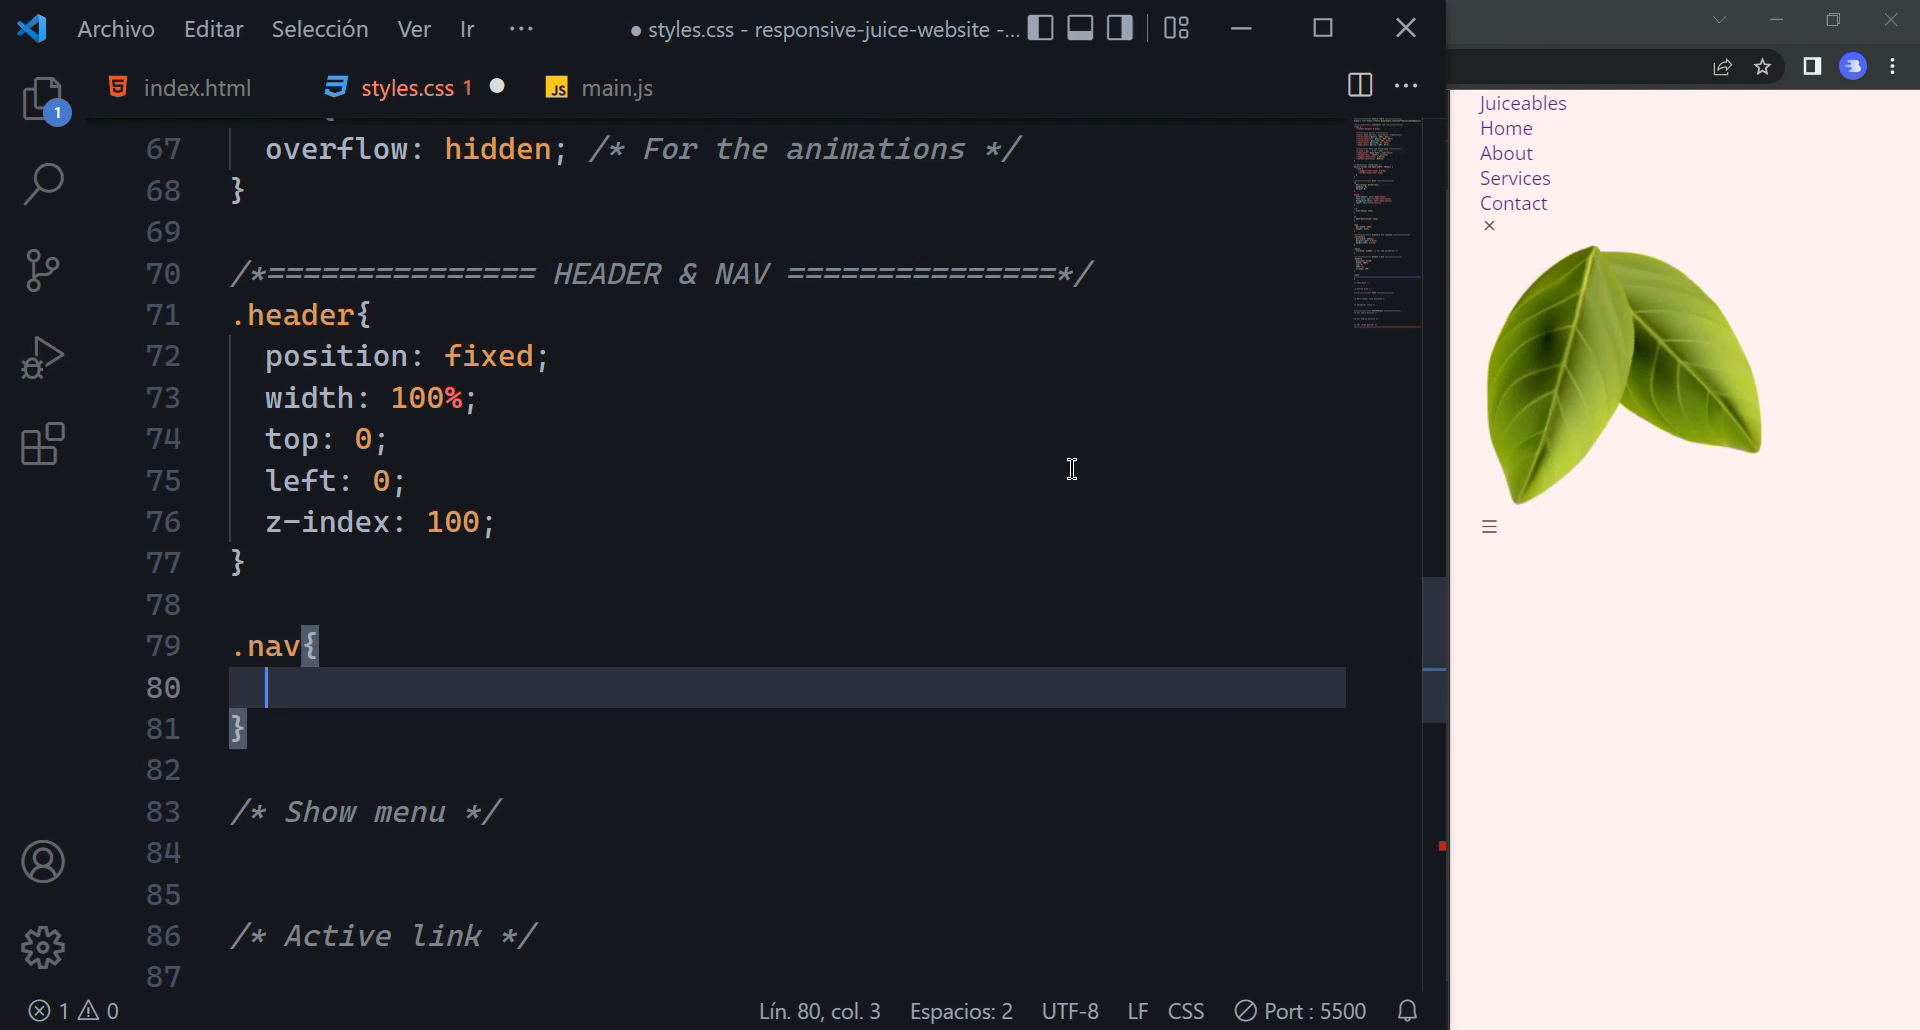 Archivo Editar Selección Ver Ir ··· ● styles.css - responsive-juice-website -...
index.html styles.css 1 JS main.js
1
67 overflow: hidden; /* For the animations */
68 }
69
70 /*=============== HEADER & NAV ===============*/
71 .header{
72 position: fixed;
73 width: 100%;
74 top: 0;
75 left: 0;
76 z-index: 100;
77 }
78
79 .nav{
80
81 }
82
83 /* Show menu */
84
85
86 /* Active link */
87
1 0 Lín. 80, col. 3 Espacios: 2 UTF-8 LF CSS Port : 5500
Juiceables
Home
About
Services
Contact